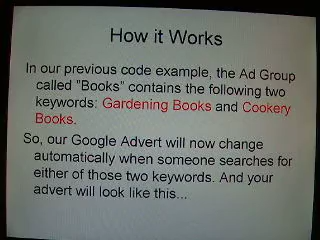 How it Works
In our previous code example, the Ad Group
called "Books" contains the following two
keywords: Gardening Books and Cookery
Books.
So, our Google Advert will now change
automatically when someone searches for
either of those two keywords. And your
advert will look like this...